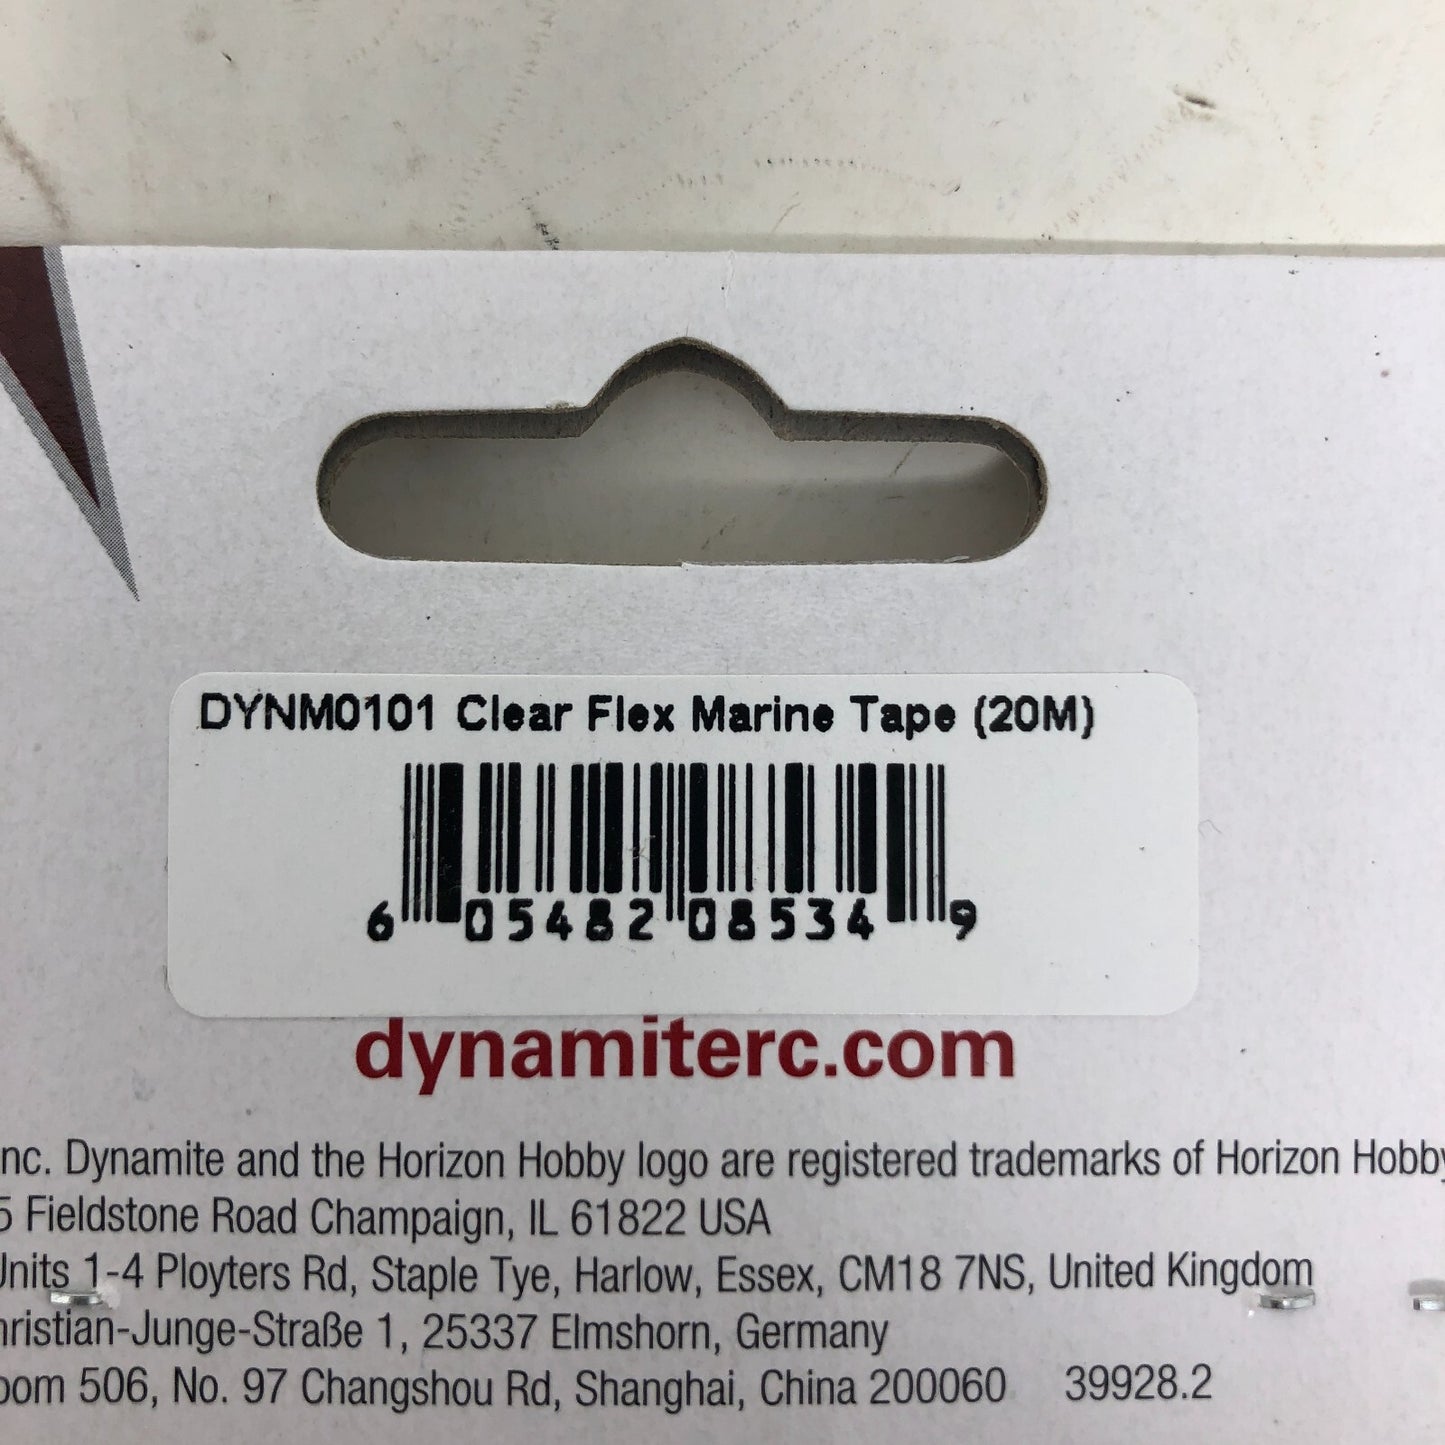 DYNM0101 Clear Flex Marine Tape (20M)
6 05482 08534 9
dynamiterc.com
nc. Dynamite and the Horizon Hobby logo are registered trademarks of Horizon Hobby
5 Fieldstone Road Champaign, IL 61822 USA
Units 1-4 Ployters Rd, Staple Tye, Harlow, Essex, CM18 7NS, United Kingdom
hristian-Junge-Straße 1, 25337 Elmshorn, Germany
oom 506, No. 97 Changshou Rd, Shanghai, China 200060 39928.2